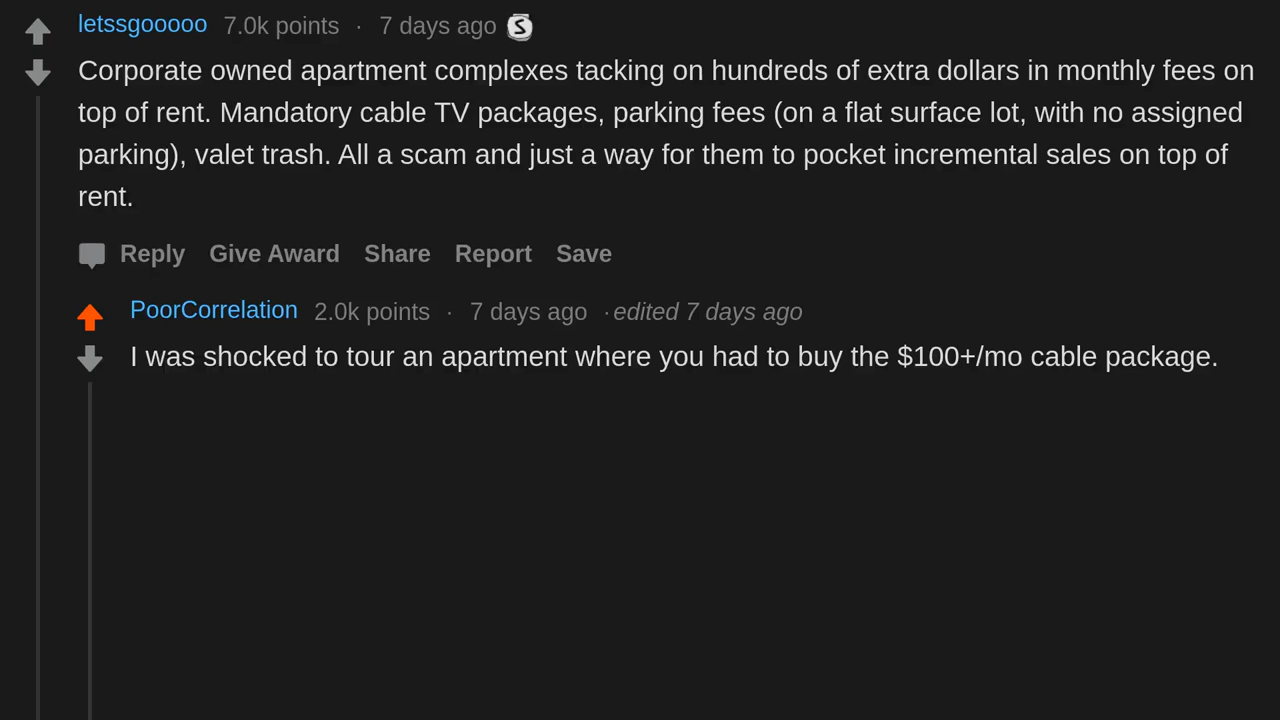 letssgooooo 7.0k points · 7 days ago S
Corporate owned apartment complexes tacking on hundreds of extra dollars in monthly fees on
top of rent. Mandatory cable TV packages, parking fees (on a flat surface lot, with no assigned
parking), valet trash. All a scam and just a way for them to pocket incremental sales on top of
rent.
Reply Give Award Share Report Save
PoorCorrelation 2.0k points · 7 days ago · edited 7 days ago
I was shocked to tour an apartment where you had to buy the $100+/mo cable package.